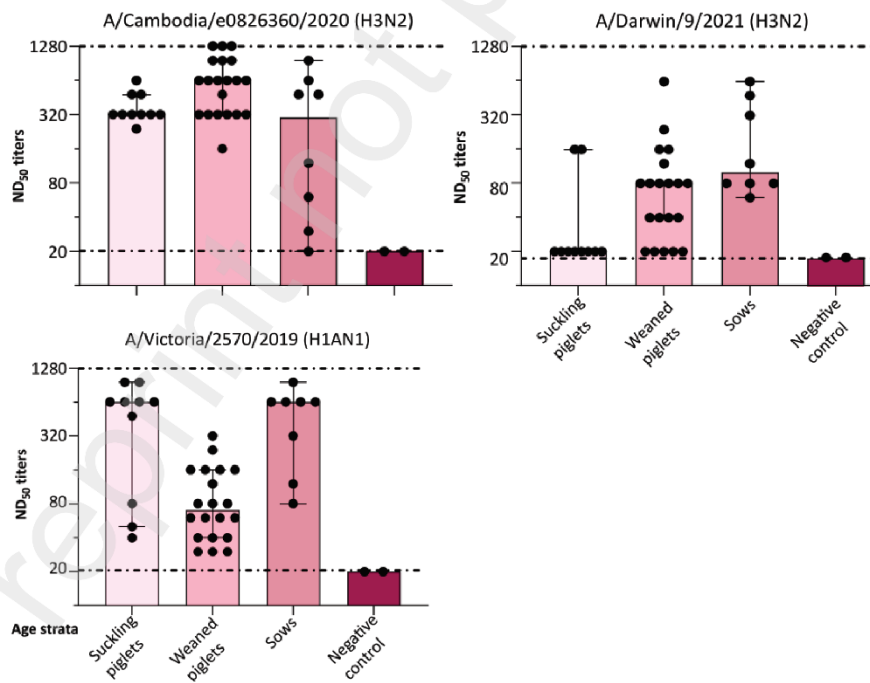 A/Cambodia/e0826360/2020 (H3N2)
1280
320
80
20
ND50 titers
A/Darwin/9/2021 (H3N2)
1280
320
80
20
ND50 titers
Suckling piglets
Weaned piglets
Sows
Negative control
A/Victoria/2570/2019 (H1AN1)
1280
320
80
20
ND50 titers
Age strata
Suckling piglets
Weaned piglets
Sows
Negative control
reprint not p